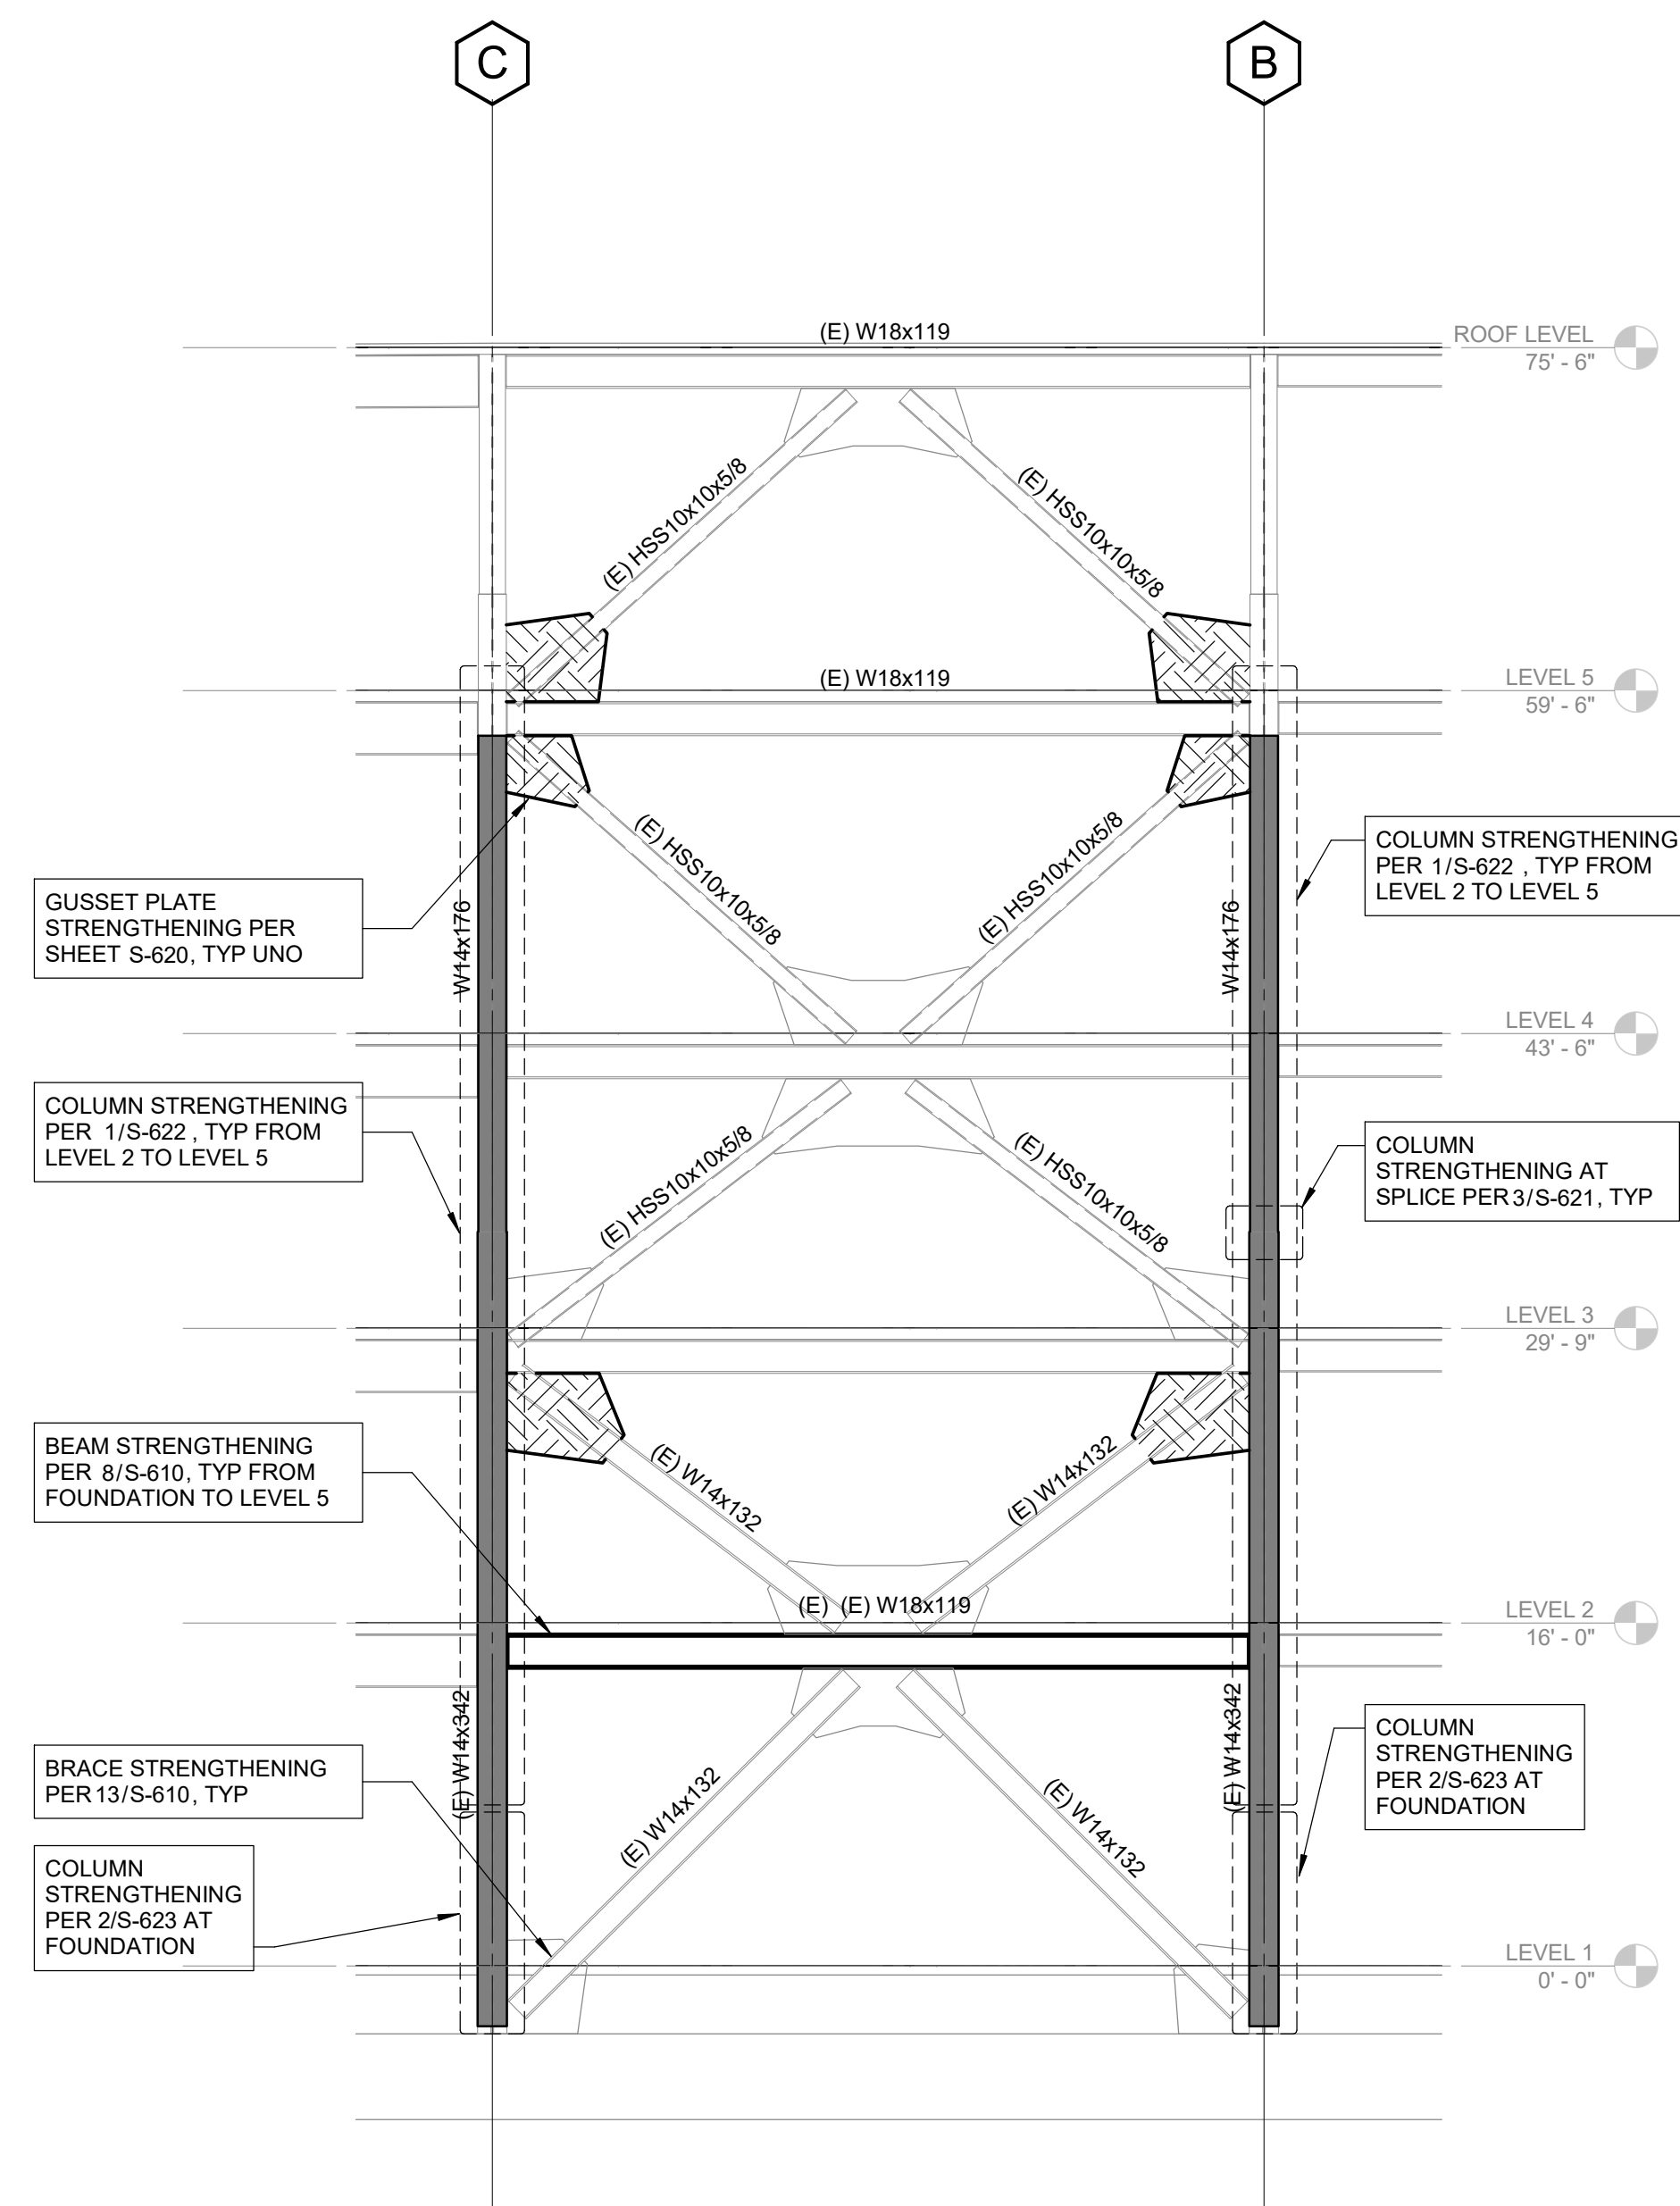 C
B
(E) W18x119
ROOF LEVEL
75' - 6"
(E) HSS10x10x5/8
(E) HSS10x10x5/8
(E) W18x119
LEVEL 5
59' - 6"
(E) HSS10x10x5/8
(E) HSS10x10x5/8
COLUMN STRENGTHENING
PER 1/S-622 , TYP FROM
LEVEL 2 TO LEVEL 5
GUSSET PLATE
STRENGTHENING PER
SHEET S-620, TYP UNO
W14x176
W14x176
LEVEL 4
43' - 6"
COLUMN STRENGTHENING
PER 1/S-622 , TYP FROM
LEVEL 2 TO LEVEL 5
(E) HSS10x10x5/8
(E) HSS10x10x5/8
COLUMN
STRENGTHENING AT
SPLICE PER 3/S-621, TYP
LEVEL 3
29' - 9"
BEAM STRENGTHENING
PER 8/S-610, TYP FROM
FOUNDATION TO LEVEL 5
(E) W14x132
(E) W14x132
(E) (E) W18x119
LEVEL 2
16' - 0"
(E) W14x342
(E) W14x342
BRACE STRENGTHENING
PER 13/S-610, TYP
(E) W14x132
(E) W14x132
COLUMN
STRENGTHENING
PER 2/S-623 AT
FOUNDATION
COLUMN
STRENGTHENING
PER 2/S-623 AT
FOUNDATION
LEVEL 1
0' - 0"